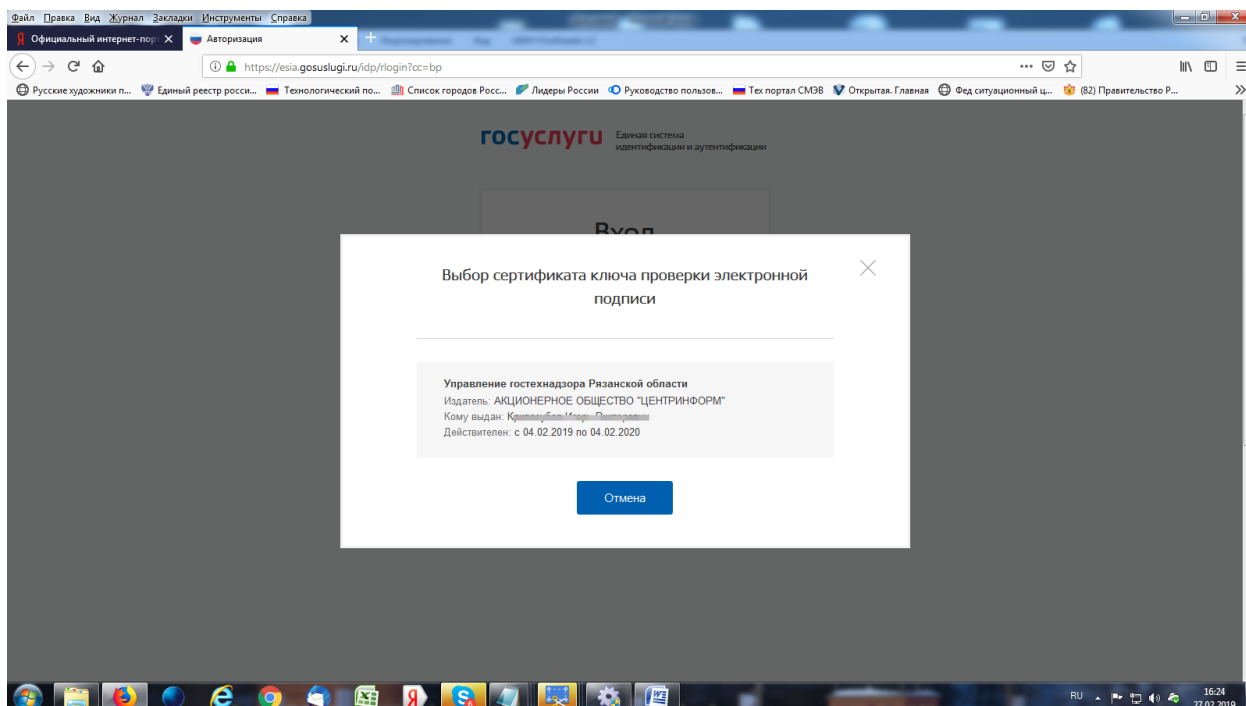 Файл Правка Вид Журнал Закладки Инструменты Справка
Официальный интернет-пор
Авторизация
https://esia.gosuslugi.ru/idp/rlogin?cc=bp
Русские художники п... Единый реестр росси... Технологический по... Список городов Росс... Лидеры России Руководство пользов... Тех портал СМЭВ Открытая. Главная Фед ситуационный ц... (82) Правительство Р...
госуслуги
Единая система
идентификации и аутентификации
Вход
Выбор сертификата ключа проверки электронной
подписи
Управление гостехнадзора Рязанской области
Издатель: АКЦИОНЕРНОЕ ОБЩЕСТВО "ЦЕНТРИНФОРМ"
Кому выдан:
Действителен: с 04.02.2019 по 04.02.2020
Отмена
RU
16:24
27.02.2019